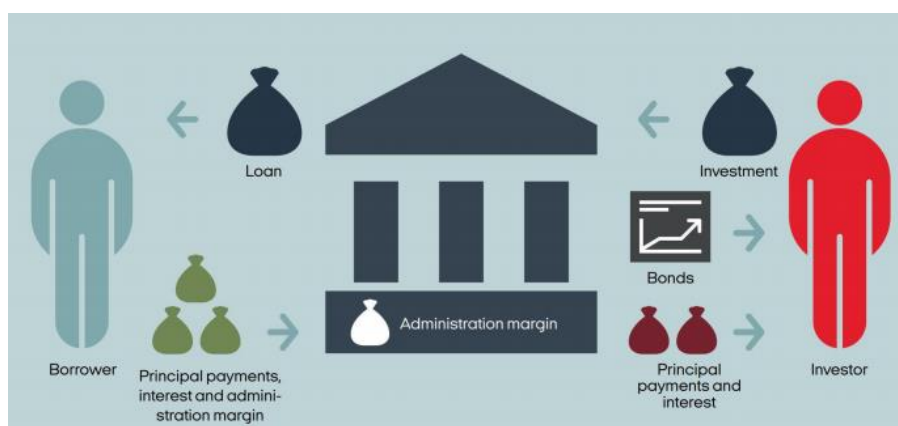 Loan
Investment
Bonds
Administration margin
Borrower
Principal payments,
interest and admini-
stration margin
Principal
payments and
interest
Investor